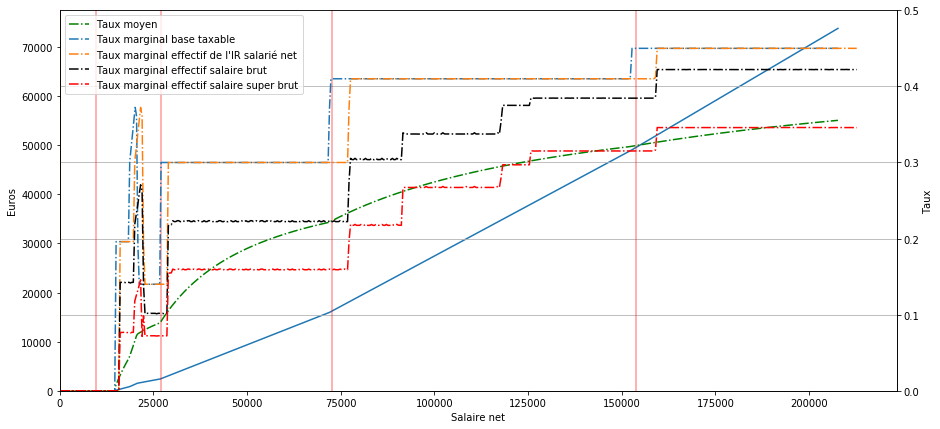 Taux moyen
Taux marginal base taxable
Taux marginal effectif de l'IR salarié net
Taux marginal effectif salaire brut
Taux marginal effectif salaire super brut
70000
60000
50000
40000
30000
20000
10000
0
Euros
0.5
0.4
0.3
0.2
0.1
0.0
Taux
0
25000
50000
75000
100000
125000
150000
175000
200000
Salaire net